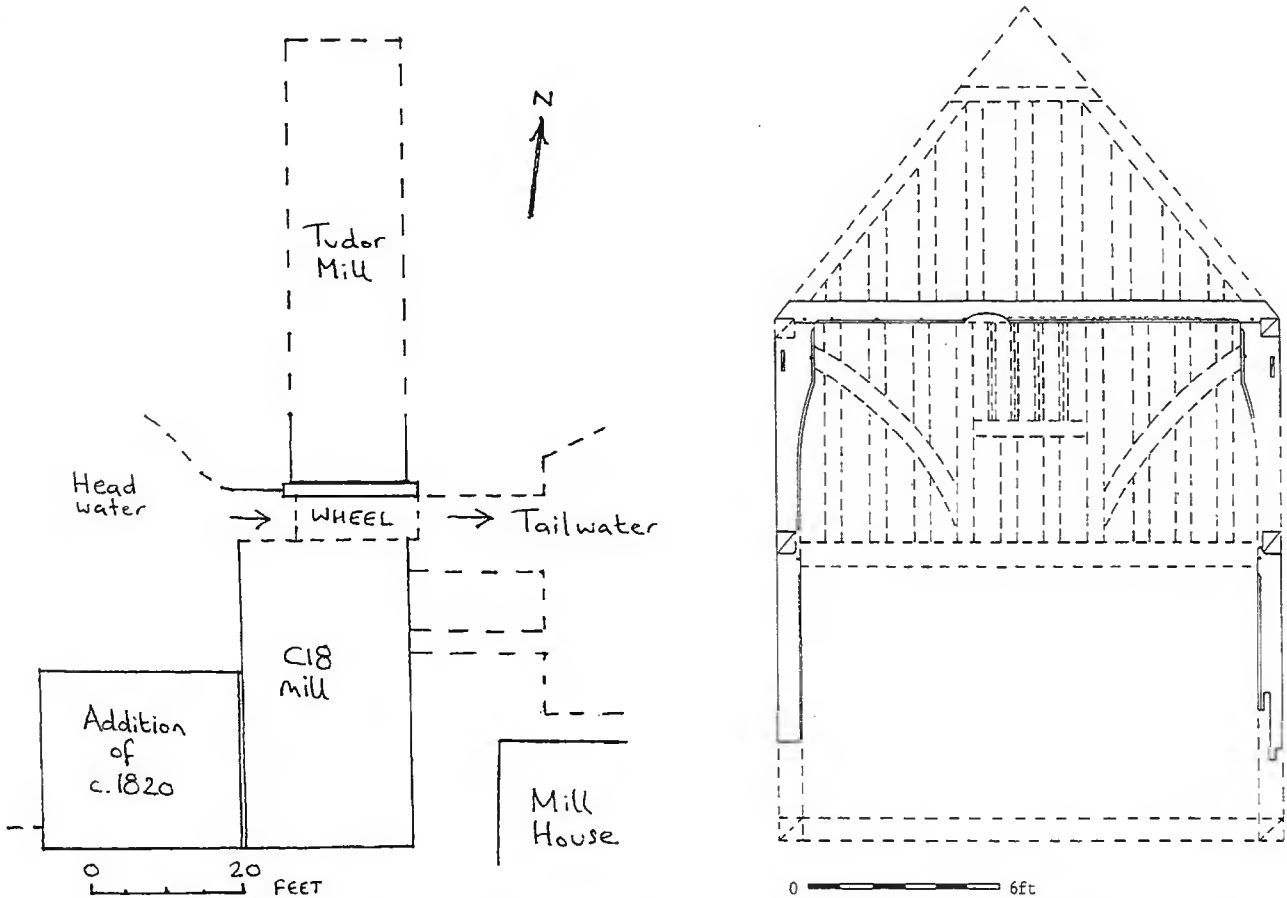 N
Tudor
Mill
Head
water
WHEEL
Tailwater
C18
mill
Addition
of
c.1820
Mill
House
0 20
FEET
0 6ft